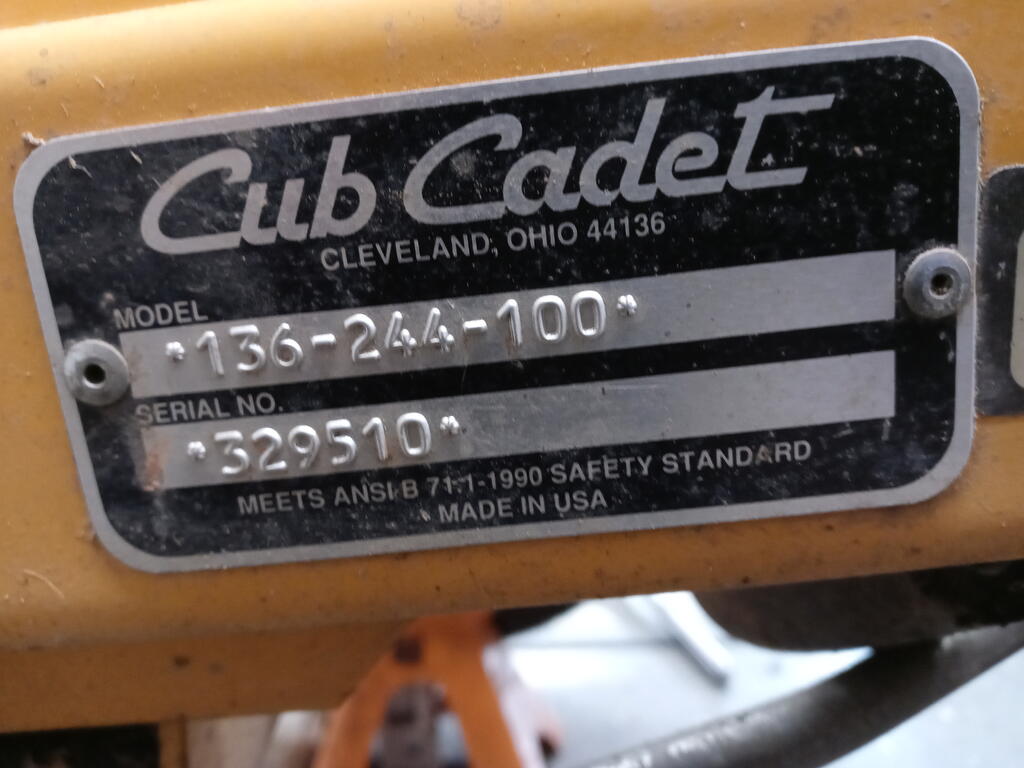 Cub Cadet
CLEVELAND, OHIO 44136
MODEL
*136-244-100*
SERIAL NO.
*329510*
MEETS ANSI B 71.1-1990 SAFETY STANDARD
MADE IN USA